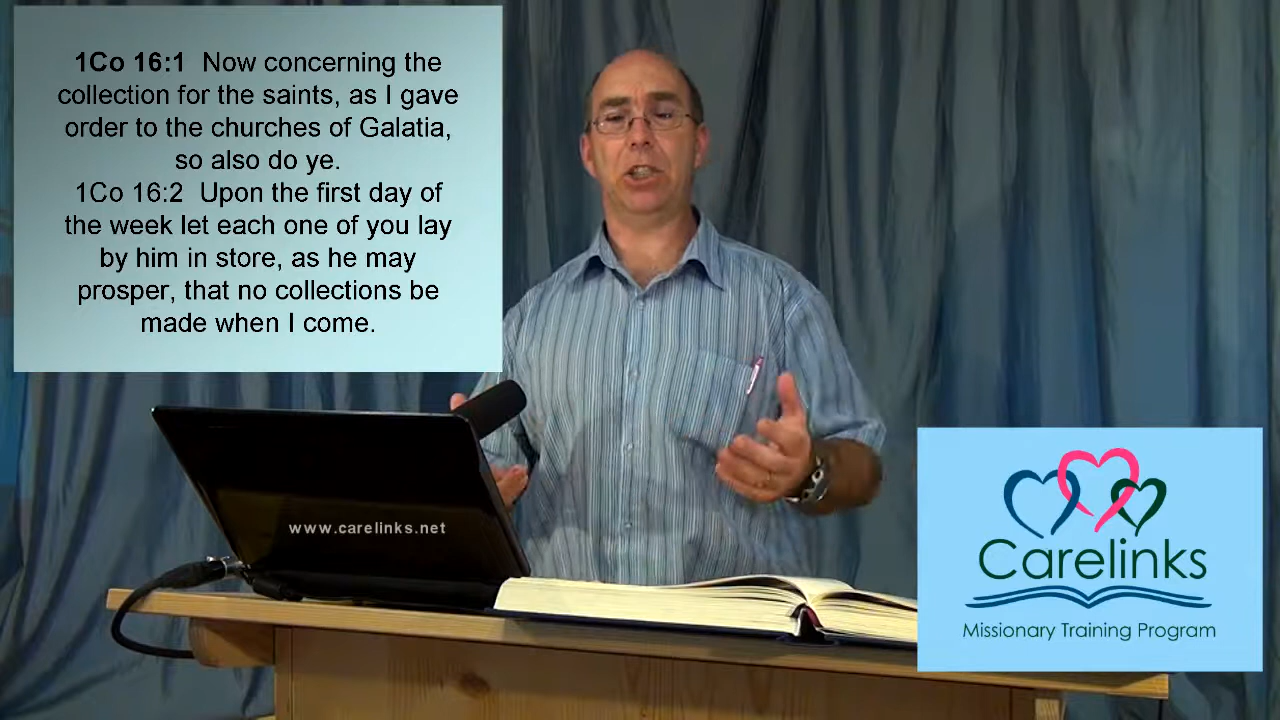 1Co 16:1 Now concerning the
collection for the saints, as I gave
order to the churches of Galatia,
so also do ye.
1Co 16:2 Upon the first day of
the week let each one of you lay
by him in store, as he may
prosper, that no collections be
made when I come.
www.carelinks.net
Carelinks
Missionary Training Program